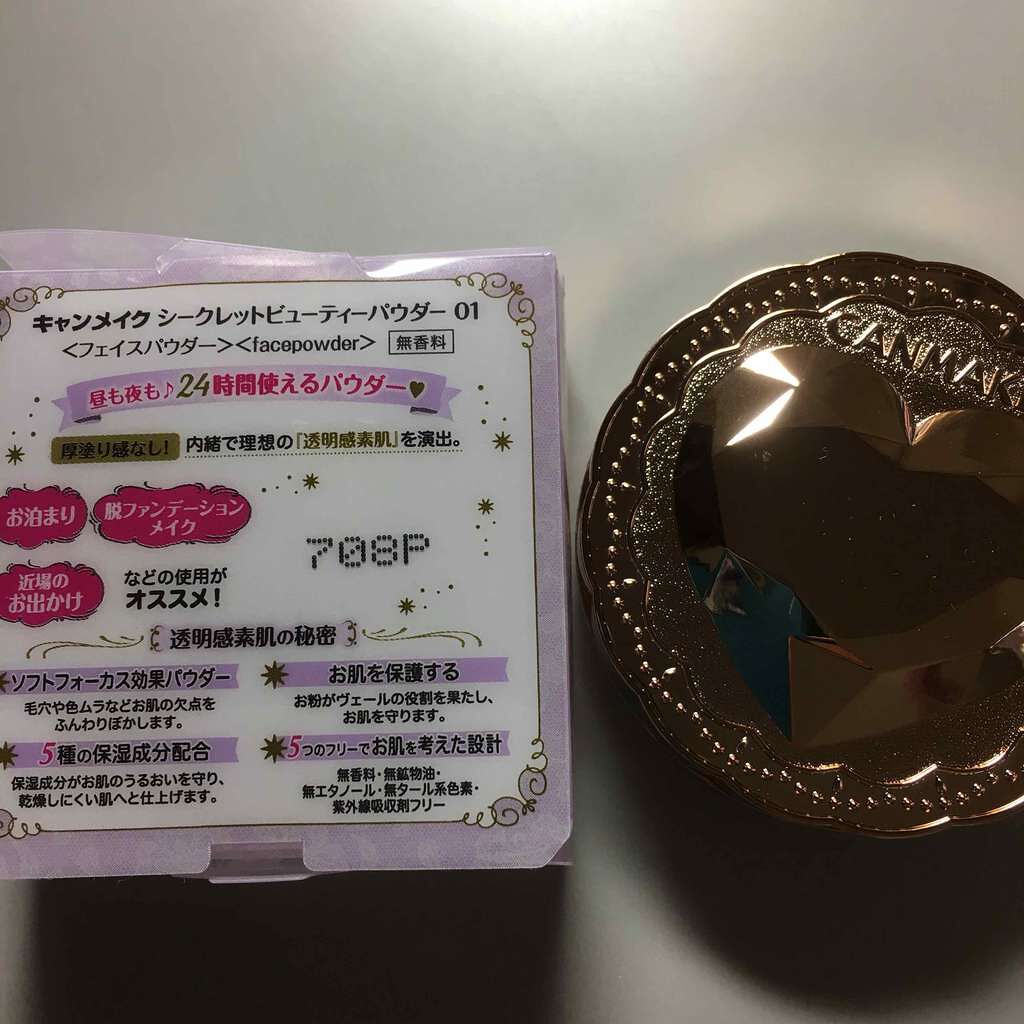 キャンメイク シークレットビューティーパウダー 01
<フェイスパウダー><facepowder> 無香料
昼も夜も♪24時間使えるパウダー♥
厚塗り感なし! 内緒で理想の『透明感素肌』を演出。
お泊まり
脱ファンデーション
メイク
近場の
お出かけ
などの使用が
オススメ!
708P
透明感素肌の秘密
ソフトフォーカス効果パウダー
毛穴や色ムラなどお肌の欠点を
ふんわりぼかします。
お肌を保護する
お粉がヴェールの役割を果たし、
お肌を守ります。
5種の保湿成分配合
保湿成分がお肌のうるおいを守り、
乾燥しにくい肌へと仕上げます。
5つのフリーでお肌を考えた設計
無香料・無鉱物油・
無エタノール・無タール系色素・
紫外線吸収剤フリー
CANMAK